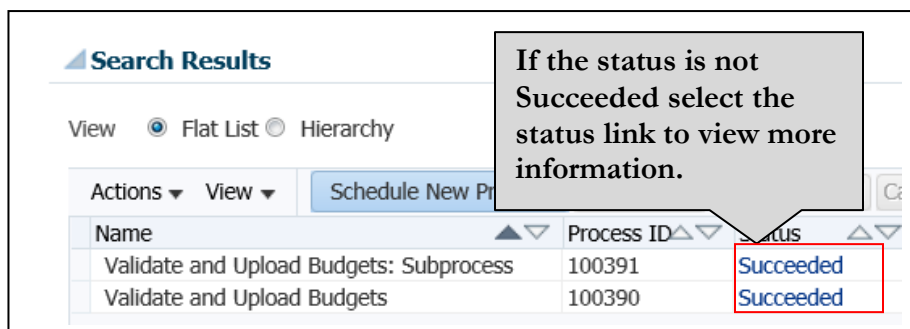 Search Results
If the status is not
Succeeded select the
status link to view more
information.
View Flat List Hierarchy
Actions View Schedule New
Name Process ID Status
Validate and Upload Budgets: Subprocess 100391 Succeeded
Validate and Upload Budgets 100390 Succeeded